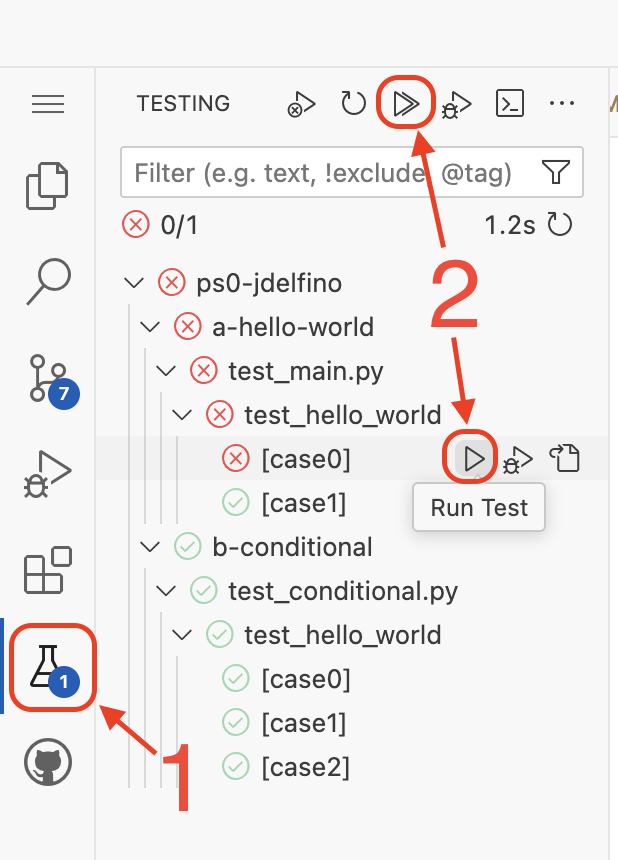 TESTING
Filter (e.g. text, !exclude, @tag)
0/1 1.2s
2
ps0-jdelfino
a-hello-world
test_main.py
7
test_hello_world
[case0]
[case1]
Run Test
b-conditional
test_conditional.py
test_hello_world
1
[case0]
[case1]
1
[case2]